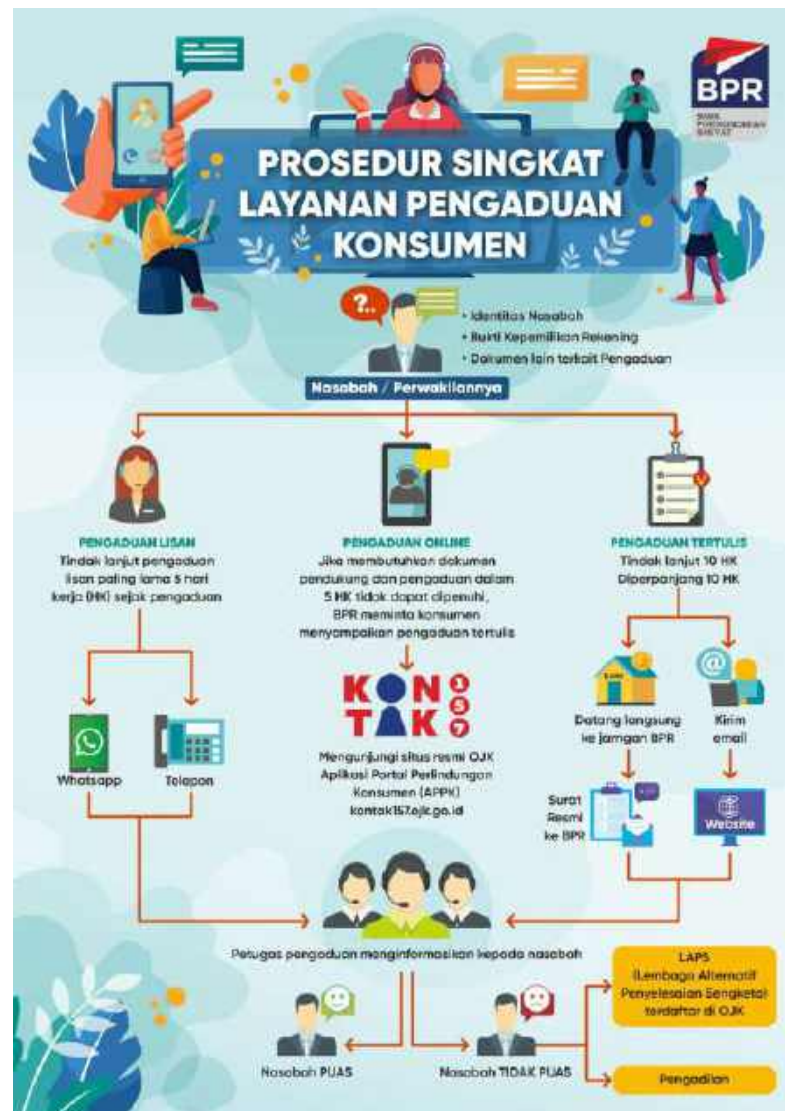 BPR
BANK
PERKREDITAN
RAKYAT
PROSEDUR SINGKAT
LAYANAN PENGADUAN
KONSUMEN
?..
• Identitas Nasabah
• Bukti Kepemilikan Rekening
• Dokumen lain terkait Pengaduan
Nasabah / Perwakilannya
PENGADUAN LISAN
Tindak lanjut pengaduan
lisan paling lama 5 hari
kerja (HK) sejak pengaduan
Whatsapp
Telapon
PENGADUAN ONLINE
Jika membutuhkan dokumen
pendukung dan pengaduan dalam
5 HK tidak dapat dipenuhi,
BPR meminta konsumen
menyampaikan pengaduan tertulis
KONTAK 157
Mengunjungi situs resmi OJK
Aplikasi Portal Perlindungan
Konsumen (APPK)
kontak157.ojk.go.id
PENGADUAN TERTULIS
Tindak lanjut 10 HK
Diperpanjang 10 HK
Datang langsung
ke jaringan BPR
Kirim
email
Surat
Resmi
ke BPR
Website
Petugas pengaduan menginformasikan kepada nasabah
Nasabah PUAS
Nasabah TIDAK PUAS
LAPS
(Lembaga Alternatif
Penyelesaian Sengketa)
terdaftar di OJK
Pengadilan